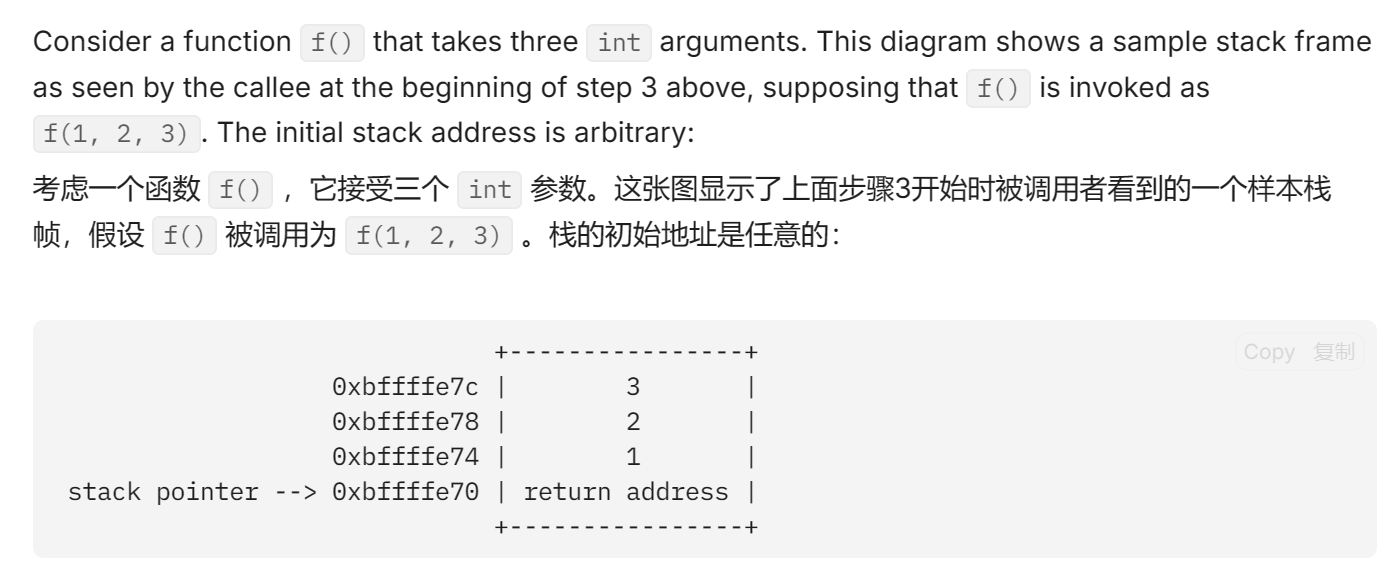 Consider a function f() that takes three int arguments. This diagram shows a sample stack frame
as seen by the callee at the beginning of step 3 above, supposing that f() is invoked as
f(1, 2, 3) . The initial stack address is arbitrary:
考虑一个函数 f() ，它接受三个 int 参数。这张图显示了上面步骤3开始时被调用者看到的一个样本栈
帧，假设 f() 被调用为 f(1, 2, 3) 。栈的初始地址是任意的：
Copy 复制
+----------------+
0xbffffe7c | 3 |
0xbffffe78 | 2 |
0xbffffe74 | 1 |
stack pointer --> 0xbffffe70 | return address |
+----------------+